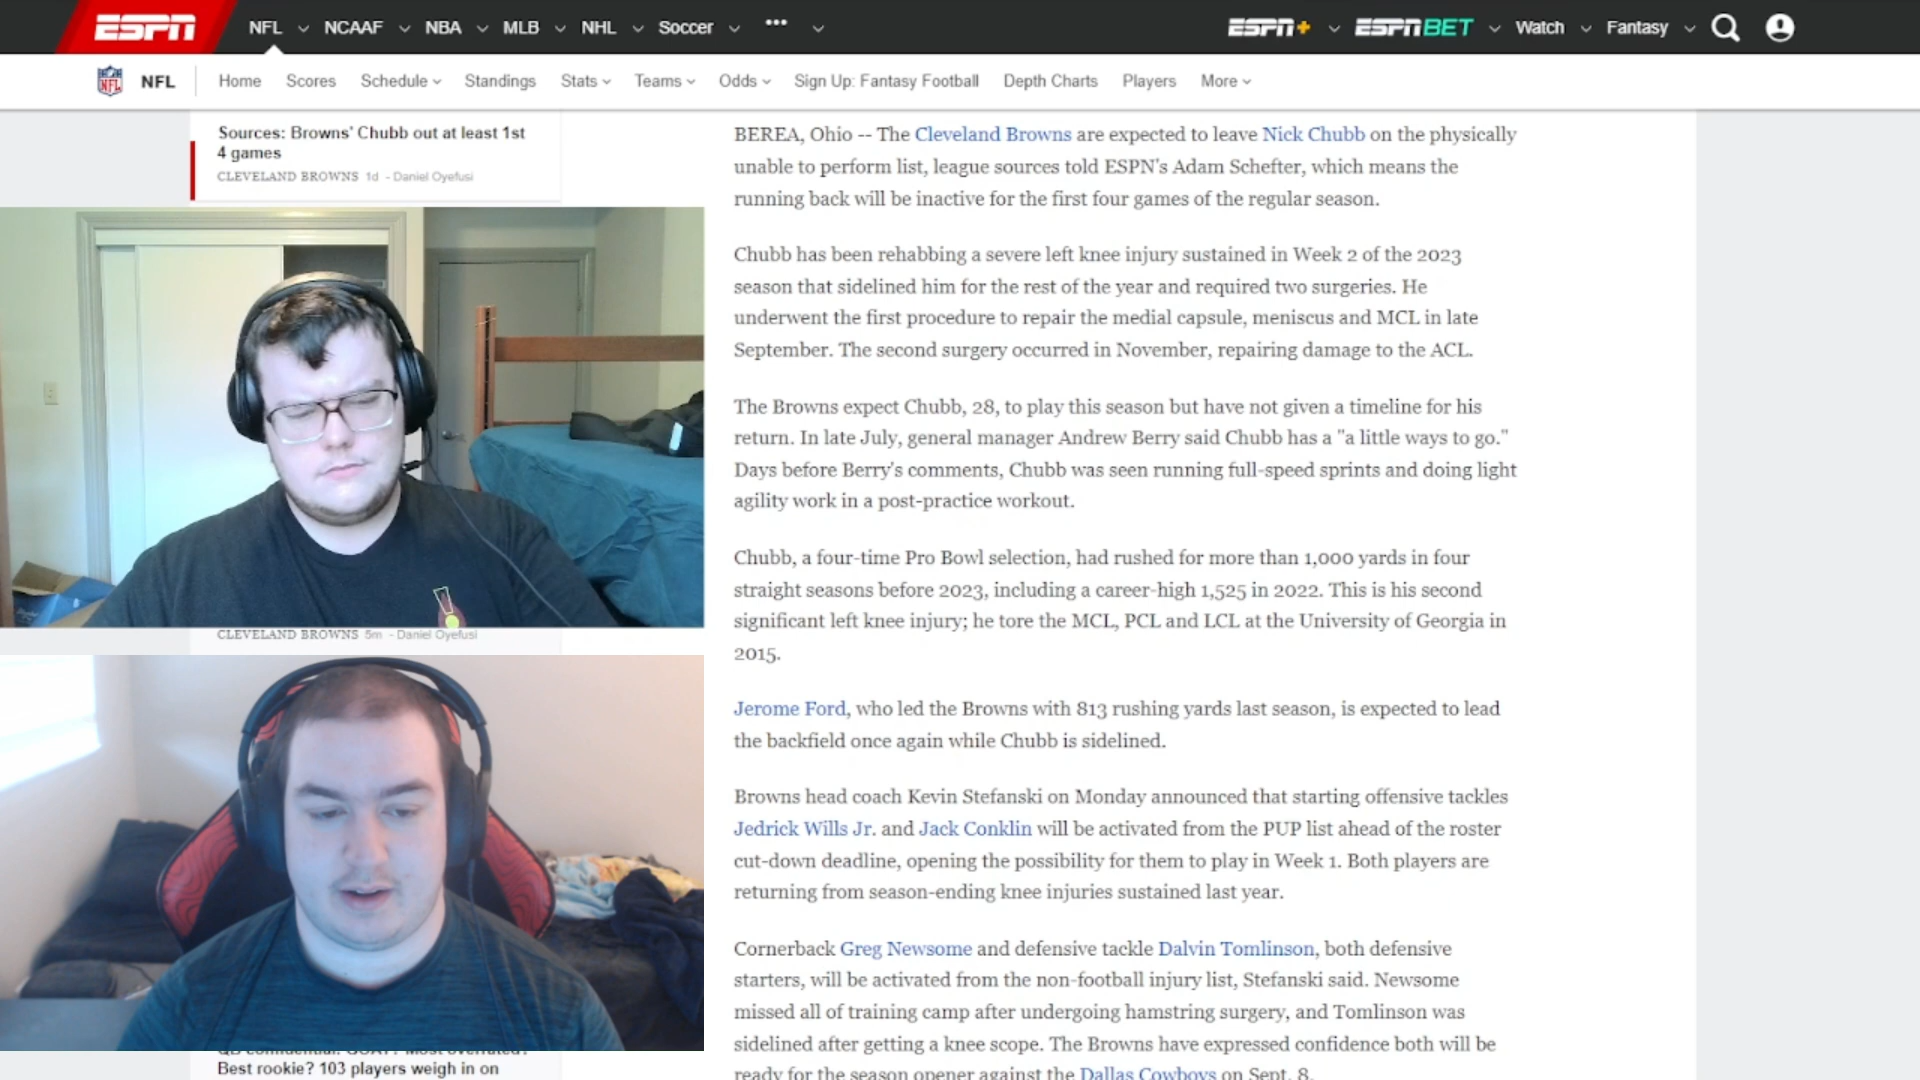 ESPN NFL NCAAF NBA MLB NHL Soccer ••• ESPN+ ESPN BET Watch Fantasy
NFL NFL Home Scores Schedule Standings Stats Teams Odds Sign Up: Fantasy Football Depth Charts Players More
Sources: Browns' Chubb out at least 1st
4 games
CLEVELAND BROWNS 1d - Daniel Oyefusi
CLEVELAND BROWNS 5m - Daniel Oyefusi
QB confidential: GOAT? Most overrated?
Best rookie? 103 players weigh in on
BEREA, Ohio -- The Cleveland Browns are expected to leave Nick Chubb on the physically
unable to perform list, league sources told ESPN's Adam Schefter, which means the
running back will be inactive for the first four games of the regular season.
Chubb has been rehabbing a severe left knee injury sustained in Week 2 of the 2023
season that sidelined him for the rest of the year and required two surgeries. He
underwent the first procedure to repair the medial capsule, meniscus and MCL in late
September. The second surgery occurred in November, repairing damage to the ACL.
The Browns expect Chubb, 28, to play this season but have not given a timeline for his
return. In late July, general manager Andrew Berry said Chubb has a "a little ways to go."
Days before Berry's comments, Chubb was seen running full-speed sprints and doing light
agility work in a post-practice workout.
Chubb, a four-time Pro Bowl selection, had rushed for more than 1,000 yards in four
straight seasons before 2023, including a career-high 1,525 in 2022. This is his second
significant left knee injury; he tore the MCL, PCL and LCL at the University of Georgia in
2015.
Jerome Ford, who led the Browns with 813 rushing yards last season, is expected to lead
the backfield once again while Chubb is sidelined.
Browns head coach Kevin Stefanski on Monday announced that starting offensive tackles
Jedrick Wills Jr. and Jack Conklin will be activated from the PUP list ahead of the roster
cut-down deadline, opening the possibility for them to play in Week 1. Both players are
returning from season-ending knee injuries sustained last year.
Cornerback Greg Newsome and defensive tackle Dalvin Tomlinson, both defensive
starters, will be activated from the non-football injury list, Stefanski said. Newsome
missed all of training camp after undergoing hamstring surgery, and Tomlinson was
sidelined after getting a knee scope. The Browns have expressed confidence both will be
ready for the season opener against the Dallas Cowboys on Sept. 8.